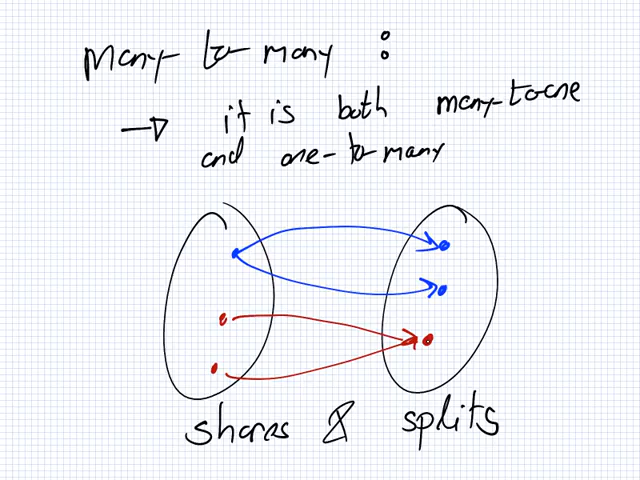 Many-to-many :
→ it is both many-to-one
and one-to-many
shares & splits